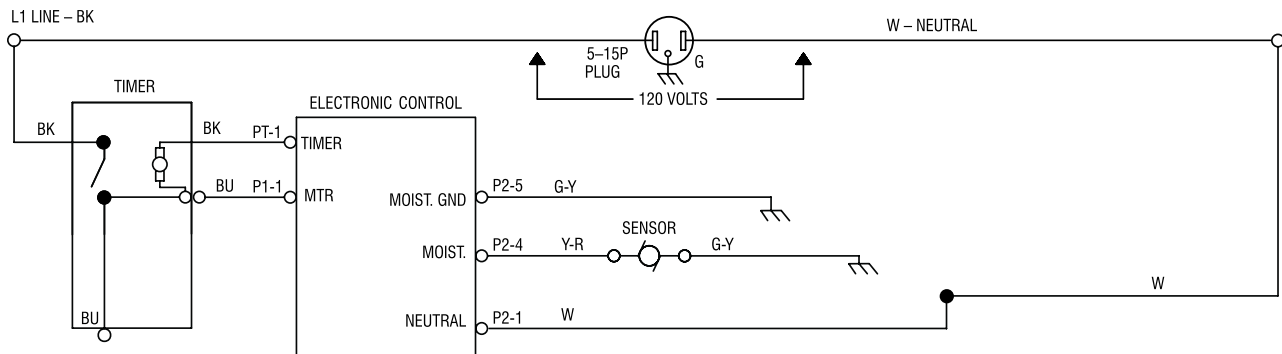 L1 LINE – BK
W – NEUTRAL
5–15P
PLUG
G
120 VOLTS
TIMER
ELECTRONIC CONTROL
BK
BK
PT-1
TIMER
BU
P1-1
MTR
MOIST. GND
P2-5
G-Y
SENSOR
MOIST.
P2-4
Y-R
G-Y
W
BU
NEUTRAL
P2-1
W